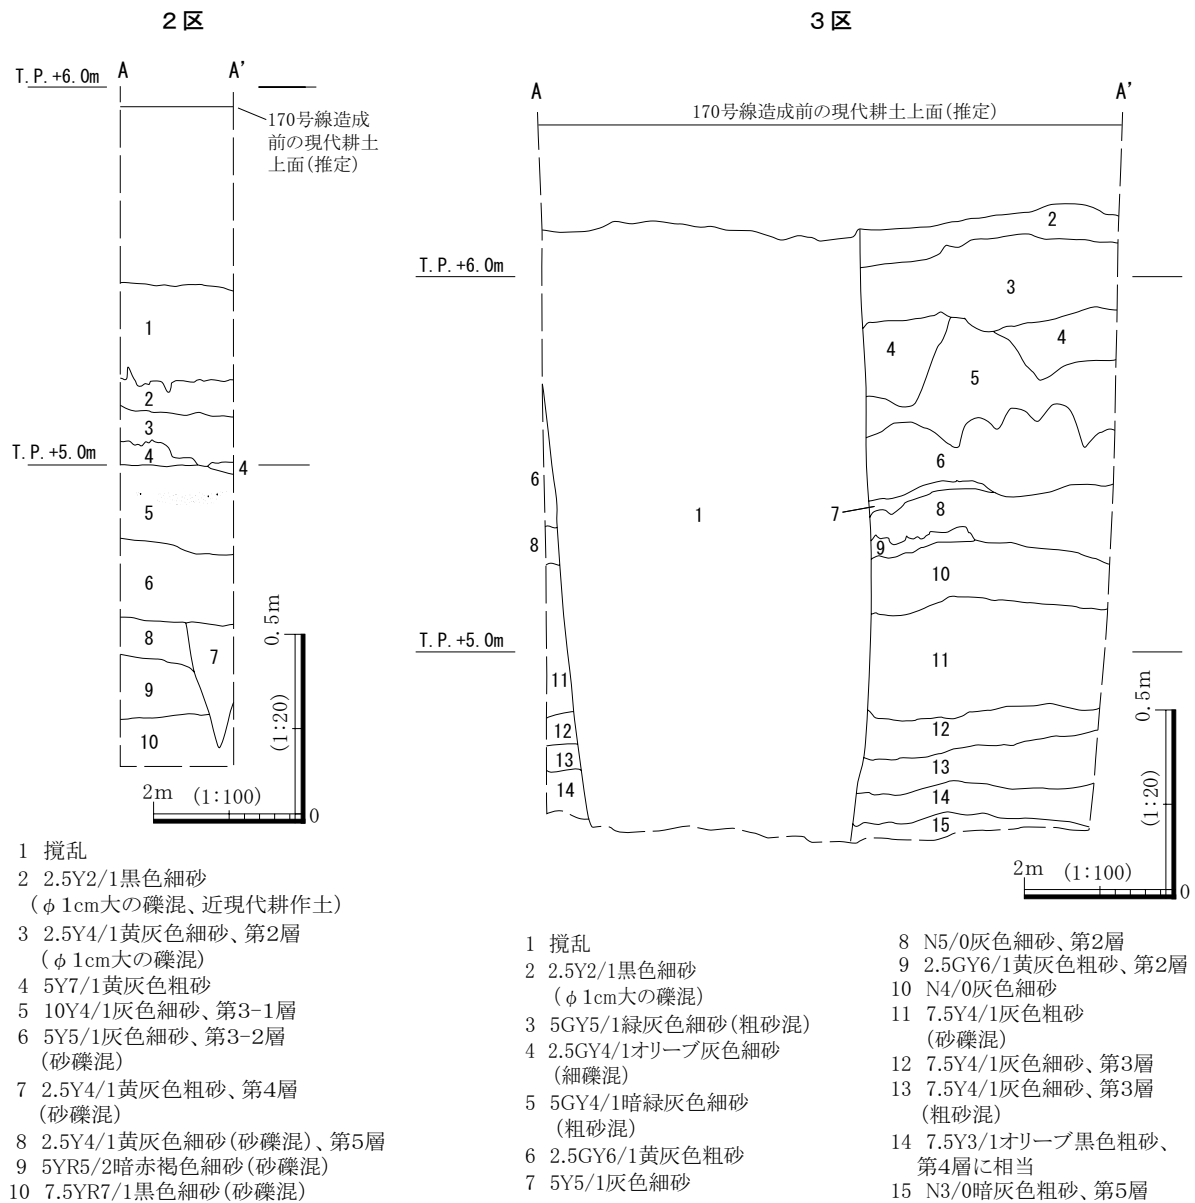 2区
T.P.+6.0m
A
A'
170号線造成
前の現代耕土
上面(推定)
1
2
3
4
T.P.+5.0m
4
5
6
8
7
9
10
0.5m
(1:20)
2m (1:100)
0
1 撹乱
2 2.5Y2/1黒色細砂
(φ1cm大の礫混、近現代耕作土)
3 2.5Y4/1黄灰色細砂、第2層
(φ1cm大の礫混)
4 5Y7/1黄灰色粗砂
5 10Y4/1灰色細砂、第3-1層
6 5Y5/1灰色細砂、第3-2層
(砂礫混)
7 2.5Y4/1黄灰色粗砂、第4層
(砂礫混)
8 2.5Y4/1黄灰色細砂(砂礫混)、第5層
9 5YR5/2暗赤褐色細砂(砂礫混)
10 7.5YR7/1黒色細砂(砂礫混)
3区
A
A'
170号線造成前の現代耕土上面(推定)
2
T.P.+6.0m
3
4
4
5
6
6
1
7
8
8
9
10
T.P.+5.0m
11
11
12
12
13
13
14
14
15
0.5m
(1:20)
2m (1:100)
0
1 撹乱
2 2.5Y2/1黒色細砂
(φ1cm大の礫混)
3 5GY5/1緑灰色細砂(粗砂混)
4 2.5GY4/1オリーブ灰色細砂
(細礫混)
5 5GY4/1暗緑灰色細砂
(粗砂混)
6 2.5GY6/1黄灰色粗砂
7 5Y5/1灰色細砂
8 N5/0灰色細砂、第2層
9 2.5GY6/1黄灰色粗砂、第2層
10 N4/0灰色細砂
11 7.5Y4/1灰色粗砂
(砂礫混)
12 7.5Y4/1灰色細砂、第3層
13 7.5Y4/1灰色細砂、第3層
(粗砂混)
14 7.5Y3/1オリーブ黒色粗砂、
第4層に相当
15 N3/0暗灰色粗砂、第5層